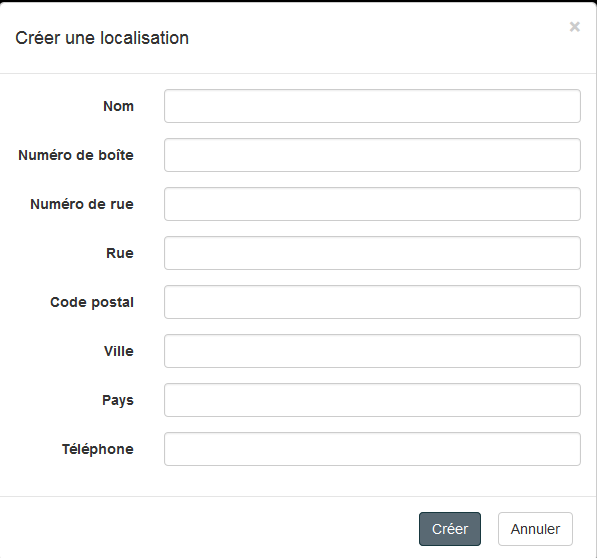 Créer une localisation ×
Nom
Numéro de boîte
Numéro de rue
Rue
Code postal
Ville
Pays
Téléphone
Créer Annuler